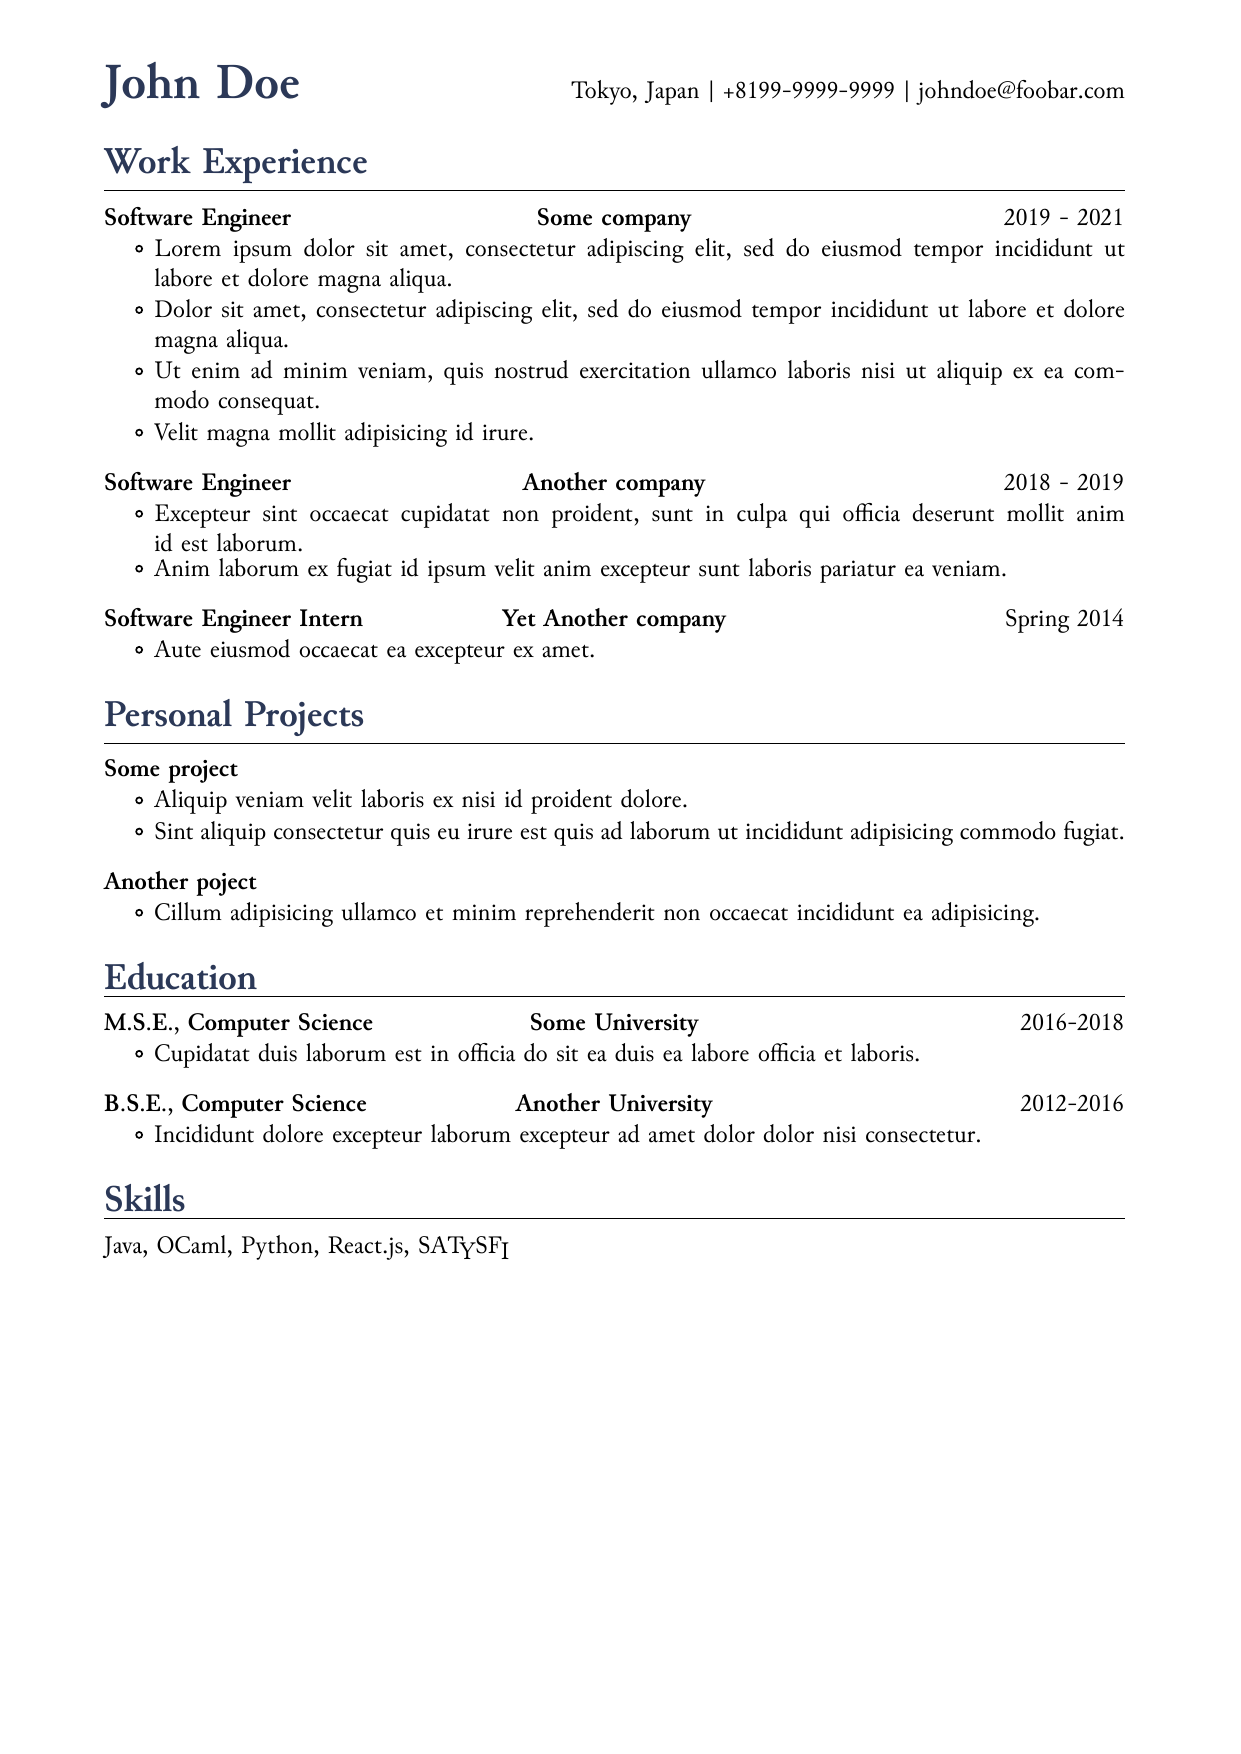 John Doe
Tokyo, Japan | +8199-9999-9999 | johndoe@foobar.com
Work Experience
Software Engineer Some company 2019 - 2021
Lorem ipsum dolor sit amet, consectetur adipiscing elit, sed do eiusmod tempor incididunt ut
labore et dolore magna aliqua.
Dolor sit amet, consectetur adipiscing elit, sed do eiusmod tempor incididunt ut labore et dolore
magna aliqua.
Ut enim ad minim veniam, quis nostrud exercitation ullamco laboris nisi ut aliquip ex ea com-
modo consequat.
Velit magna mollit adipisicing id irure.
Software Engineer Another company 2018 - 2019
Excepteur sint occaecat cupidatat non proident, sunt in culpa qui officia deserunt mollit anim
id est laborum.
Anim laborum ex fugiat id ipsum velit anim excepteur sunt laboris pariatur ea veniam.
Software Engineer Intern Yet Another company Spring 2014
Aute eiusmod occaecat ea excepteur ex amet.
Personal Projects
Some project
Aliquip veniam velit laboris ex nisi id proident dolore.
Sint aliquip consectetur quis eu irure est quis ad laborum ut incididunt adipisicing commodo fugiat.
Another poject
Cillum adipisicing ullamco et minim reprehenderit non occaecat incididunt ea adipisicing.
Education
M.S.E., Computer Science Some University 2016-2018
Cupidatat duis laborum est in officia do sit ea duis ea labore officia et laboris.
B.S.E., Computer Science Another University 2012-2016
Incididunt dolore excepteur laborum excepteur ad amet dolor dolor nisi consectetur.
Skills
Java, OCaml, Python, React.js, SATYSFI